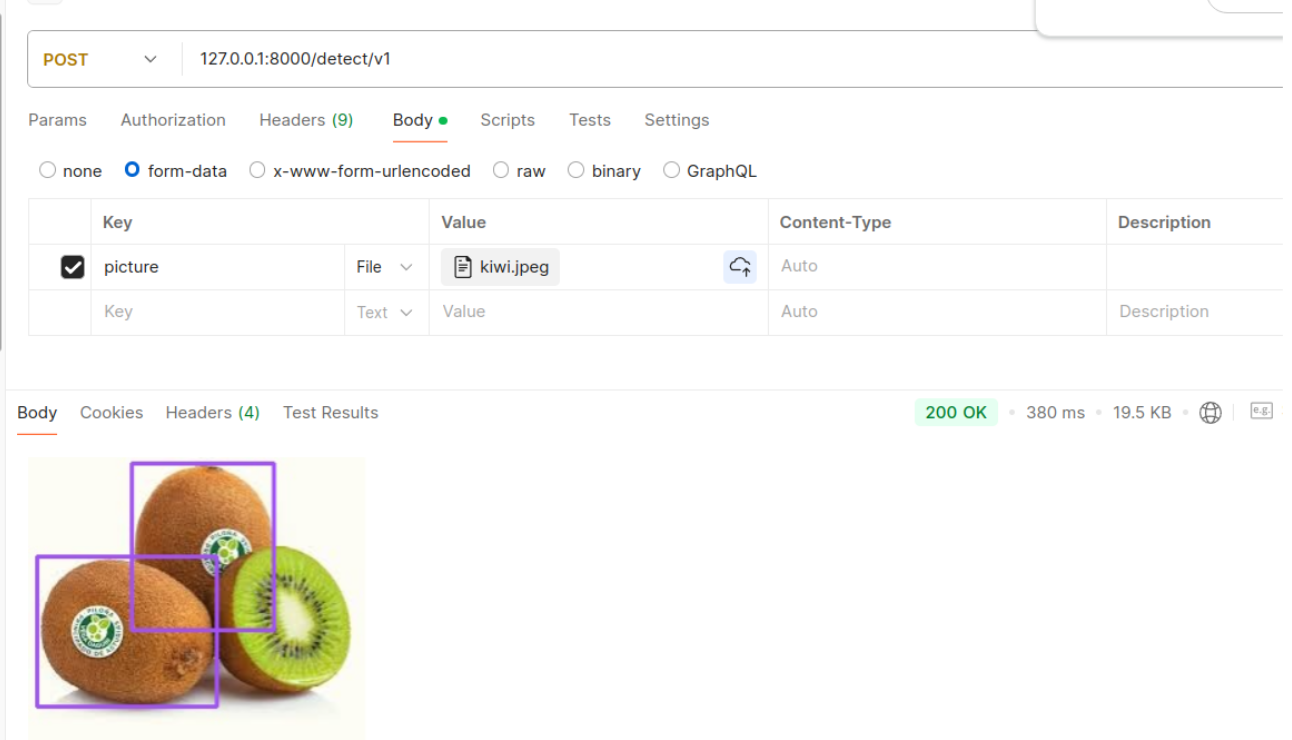 POST 127.0.0.1:8000/detect/v1
Params Authorization Headers (9) Body Scripts Tests Settings
none form-data x-www-form-urlencoded raw binary GraphQL
Key Value Content-Type Description
picture File kiwi.jpeg Auto
Key Text Value Auto Description
Body Cookies Headers (4) Test Results 200 OK 380 ms 19.5 KB e.g.